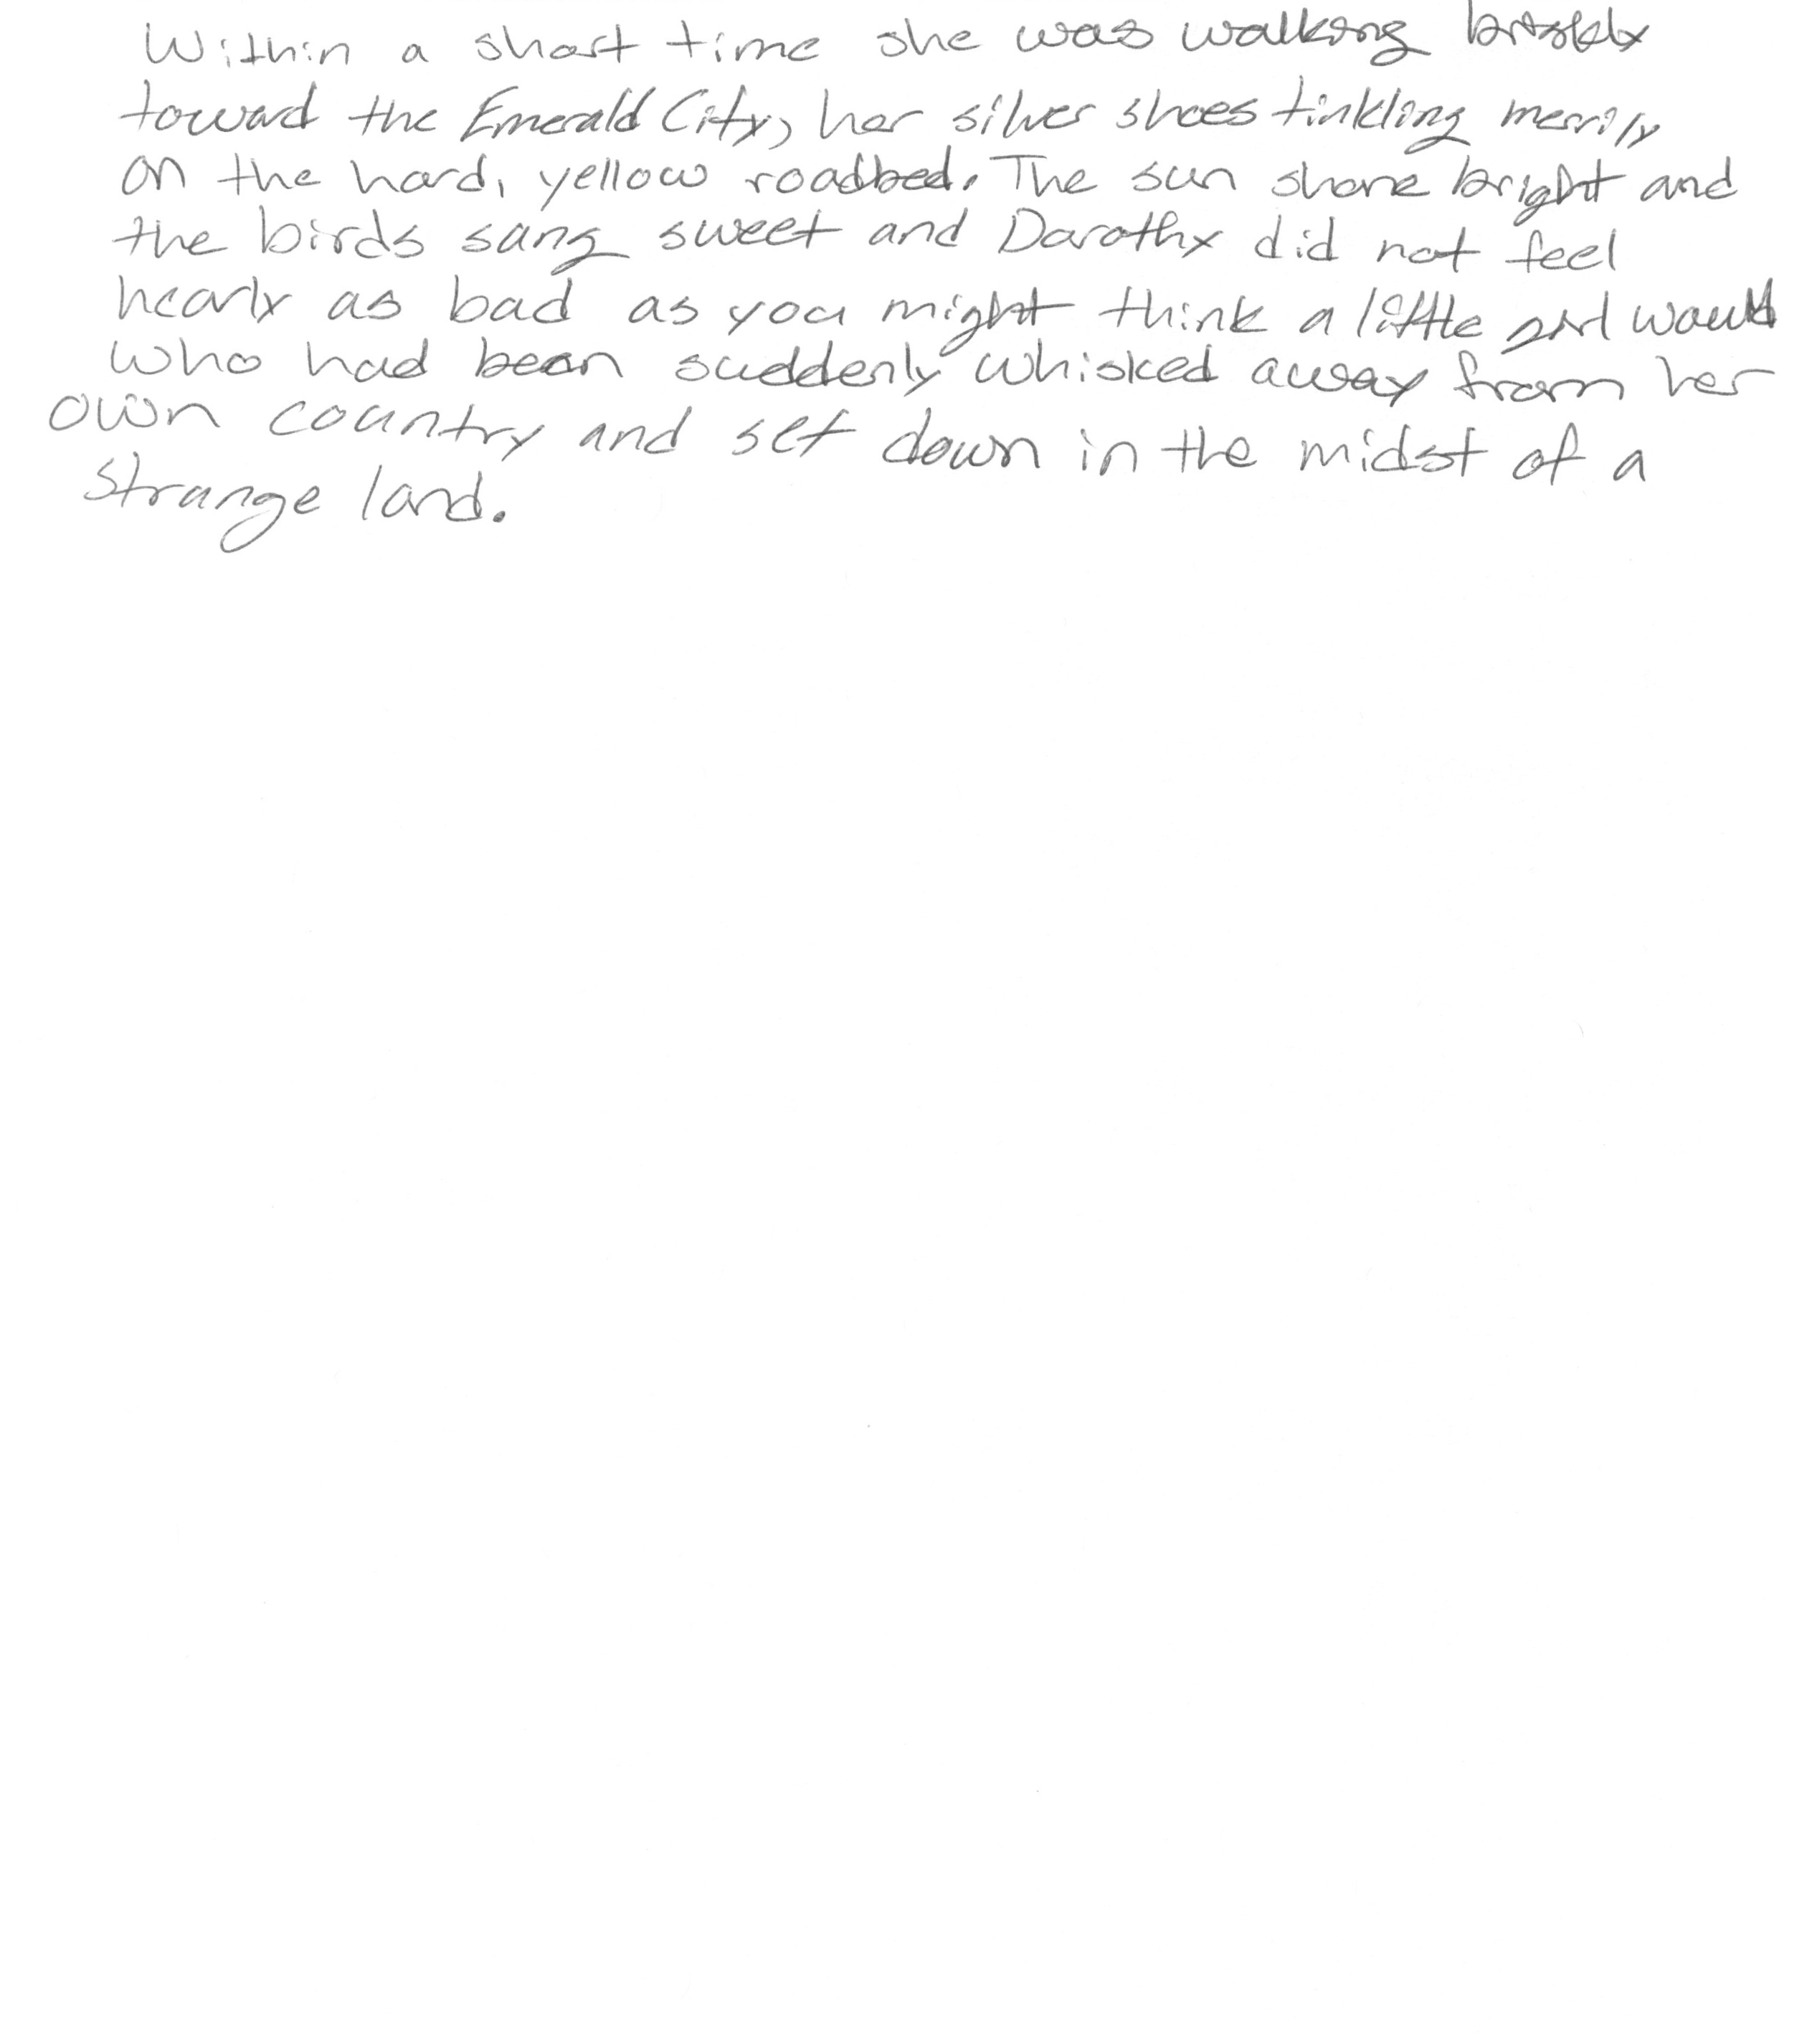 Within a short time she was walking briskly
toward the Emerald City, her silver shoes tinkling merrily
on the hard, yellow roadbed. The sun shone bright and
the birds sang sweet and Dorothy did not feel
nearly as bad as you might think a little girl would
who had been suddenly whisked away from her
own country and set down in the midst of a
strange land.